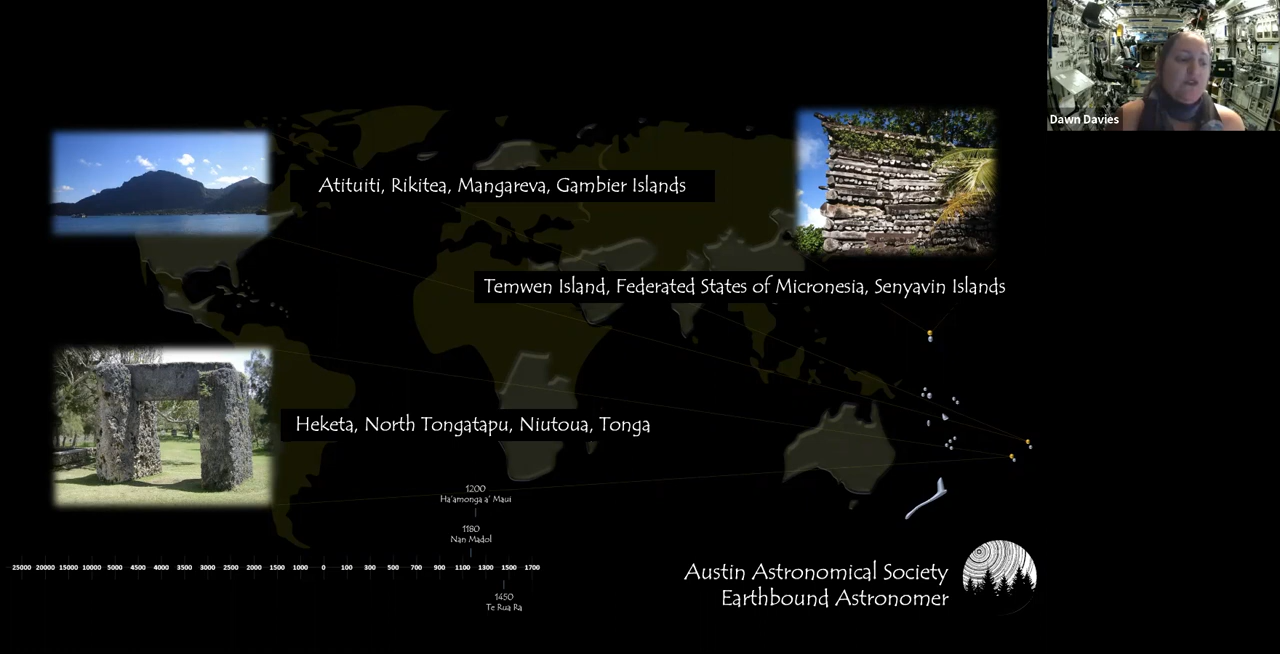 Dawn Davies
Atituiti, Rikitea, Mangareva, Gambier Islands
Temwen Island, Federated States of Micronesia, Senyavin Islands
Heketa, North Tongatapu, Niutoua, Tonga
1200
Ha'amonga a' Maui
1180
Nan Madol
25000 20000 15000 10000 5000 4500 4000 3500 3000 2500 2000 1500 1000 0 100 300 500 700 900 1100 1300 1500 1700
1450
Te Rua Ra
Austin Astronomical Society
Earthbound Astronomer